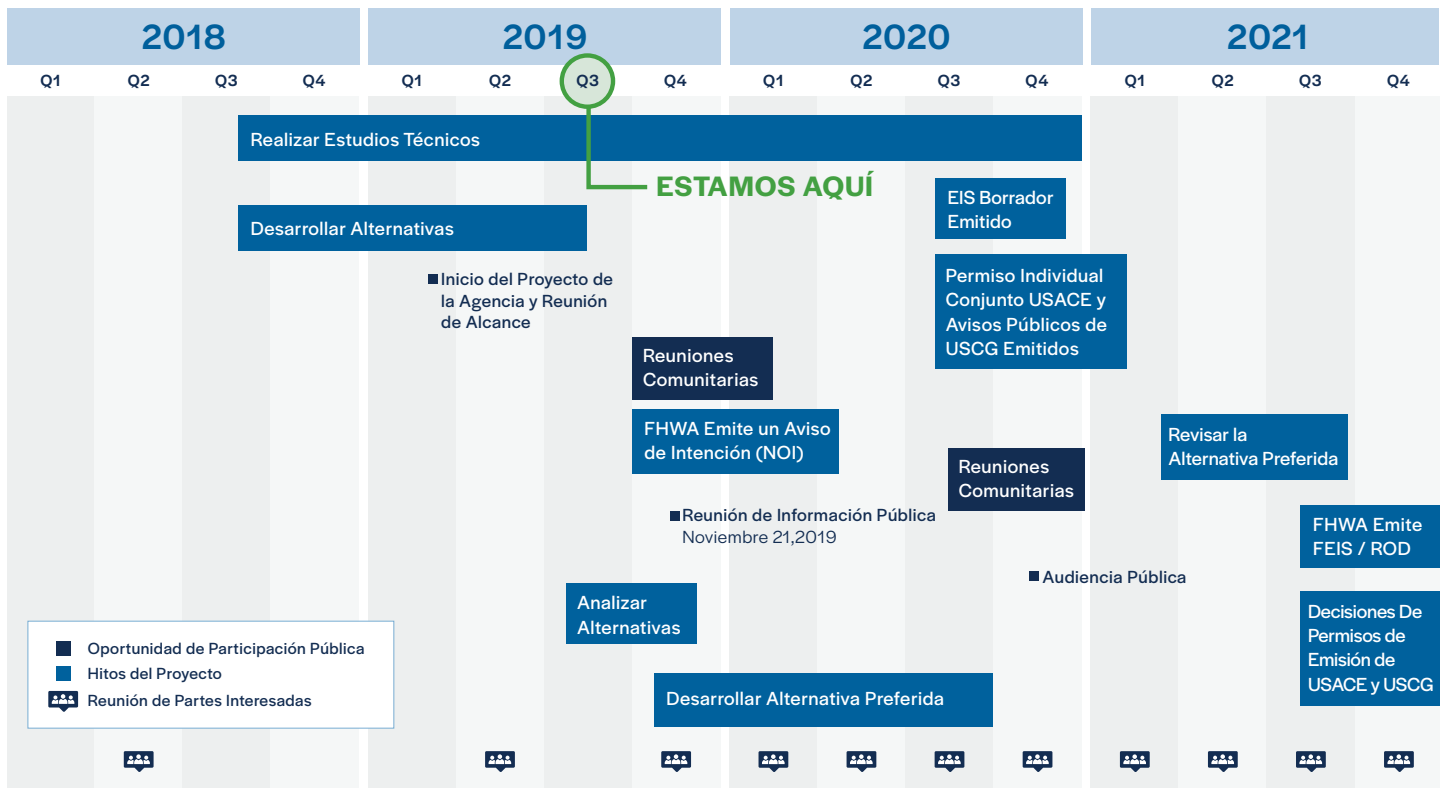 2018
2019
2020
2021
Q1 Q2 Q3 Q4 Q1 Q2 Q3 Q4 Q1 Q2 Q3 Q4 Q1 Q2 Q3 Q4
Realizar Estudios Técnicos
ESTAMOS AQUÍ
EIS Borrador
Emitido
Desarrollar Alternativas
Permiso Individual
Conjunto USACE y
Avisos Públicos de
USCG Emitidos
Inicio del Proyecto de
la Agencia y Reunión
de Alcance
Reuniones
Comunitarias
FHWA Emite un Aviso
de Intención (NOI)
Revisar la
Alternativa Preferida
Reuniones
Comunitarias
Reunión de Información Pública
Noviembre 21,2019
FHWA Emite
FEIS / ROD
Audiencia Pública
Analizar
Alternativas
Decisiones De
Permisos de
Emisión de
USACE y USCG
Oportunidad de Participación Pública
Hitos del Proyecto
Reunión de Partes Interesadas
Desarrollar Alternativa Preferida